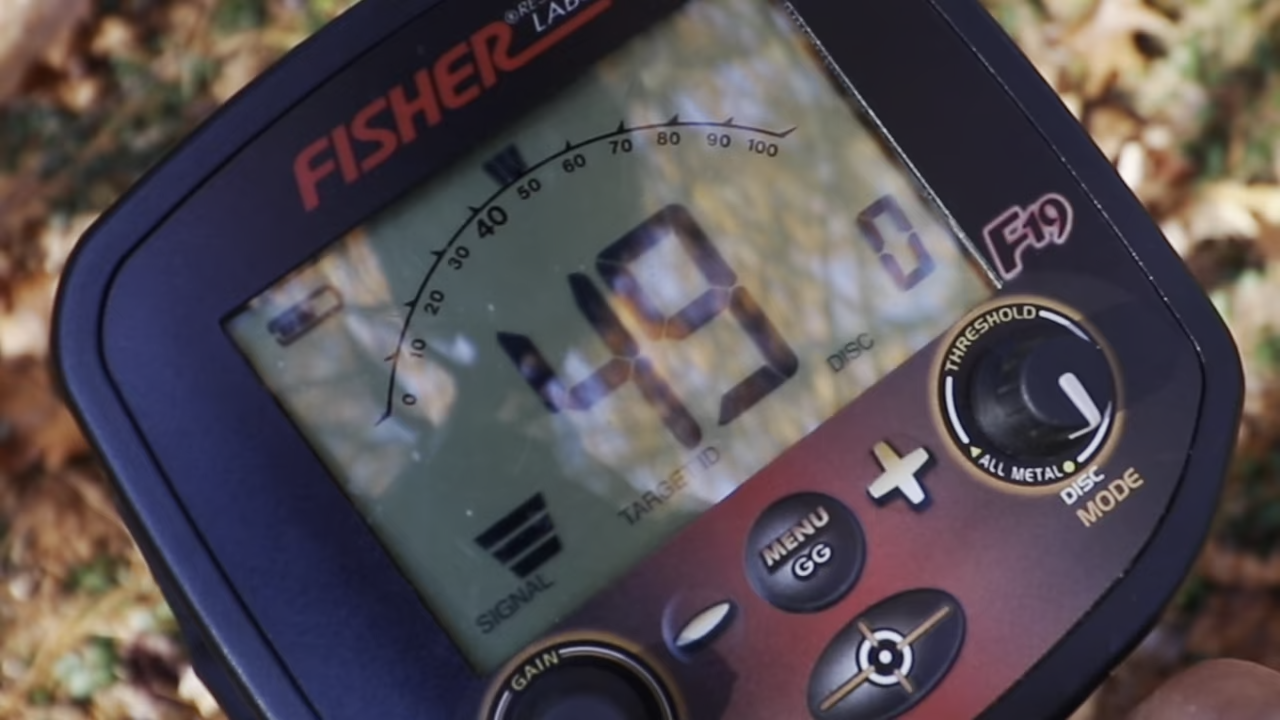 FISHER
LABS
0 10 20 30 40 50 60 70 80 90 100
49
0
TARGET ID
DISC
SIGNAL
F19
THRESHOLD
ALL METAL
DISC
MODE
MENU
GG
GAIN